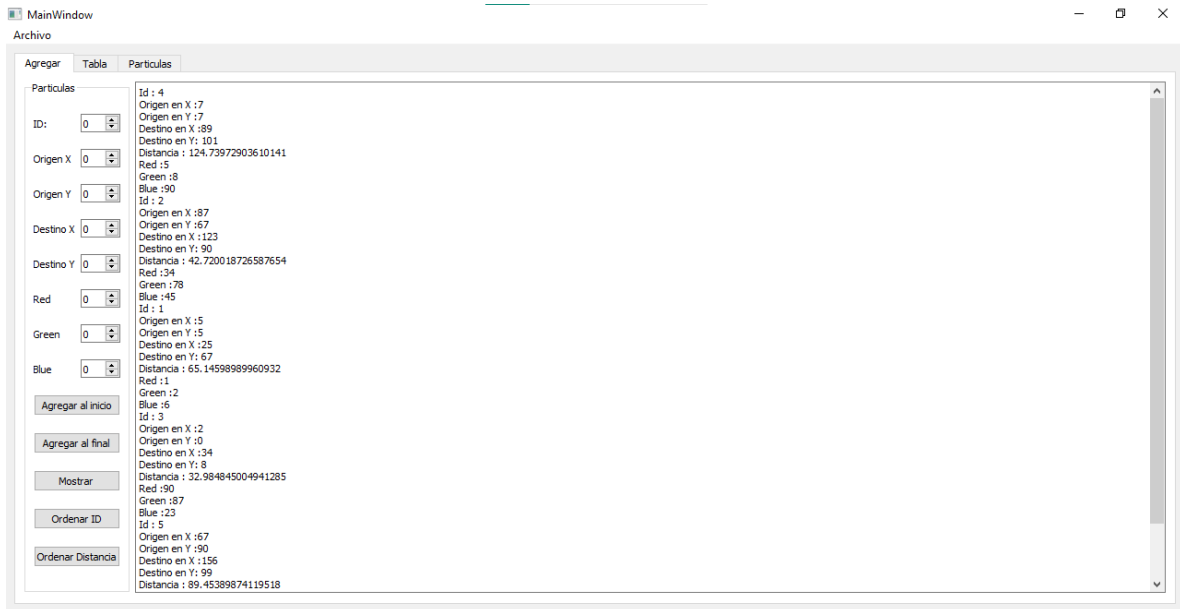 MainWindow
Archivo
Agregar Tabla Particulas
Particulas
ID: 0
Origen X 0
Origen Y 0
Destino X 0
Destino Y 0
Red 0
Green 0
Blue 0
Agregar al inicio
Agregar al final
Mostrar
Ordenar ID
Ordenar Distancia
Id : 4
Origen en X :7
Origen en Y :7
Destino en X :89
Destino en Y: 101
Distancia : 124.73972903610141
Red :5
Green :8
Blue :90
Id : 2
Origen en X :87
Origen en Y :67
Destino en X :123
Destino en Y: 90
Distancia : 42.720018726587654
Red :34
Green :78
Blue :45
Id : 1
Origen en X :5
Origen en Y :5
Destino en X :25
Destino en Y: 67
Distancia : 65.14598989960932
Red :1
Green :2
Blue :6
Id : 3
Origen en X :2
Origen en Y :0
Destino en X :34
Destino en Y: 8
Distancia : 32.984845004941285
Red :90
Green :87
Blue :23
Id : 5
Origen en X :67
Origen en Y :90
Destino en X :156
Destino en Y: 99
Distancia : 89.45389874119518